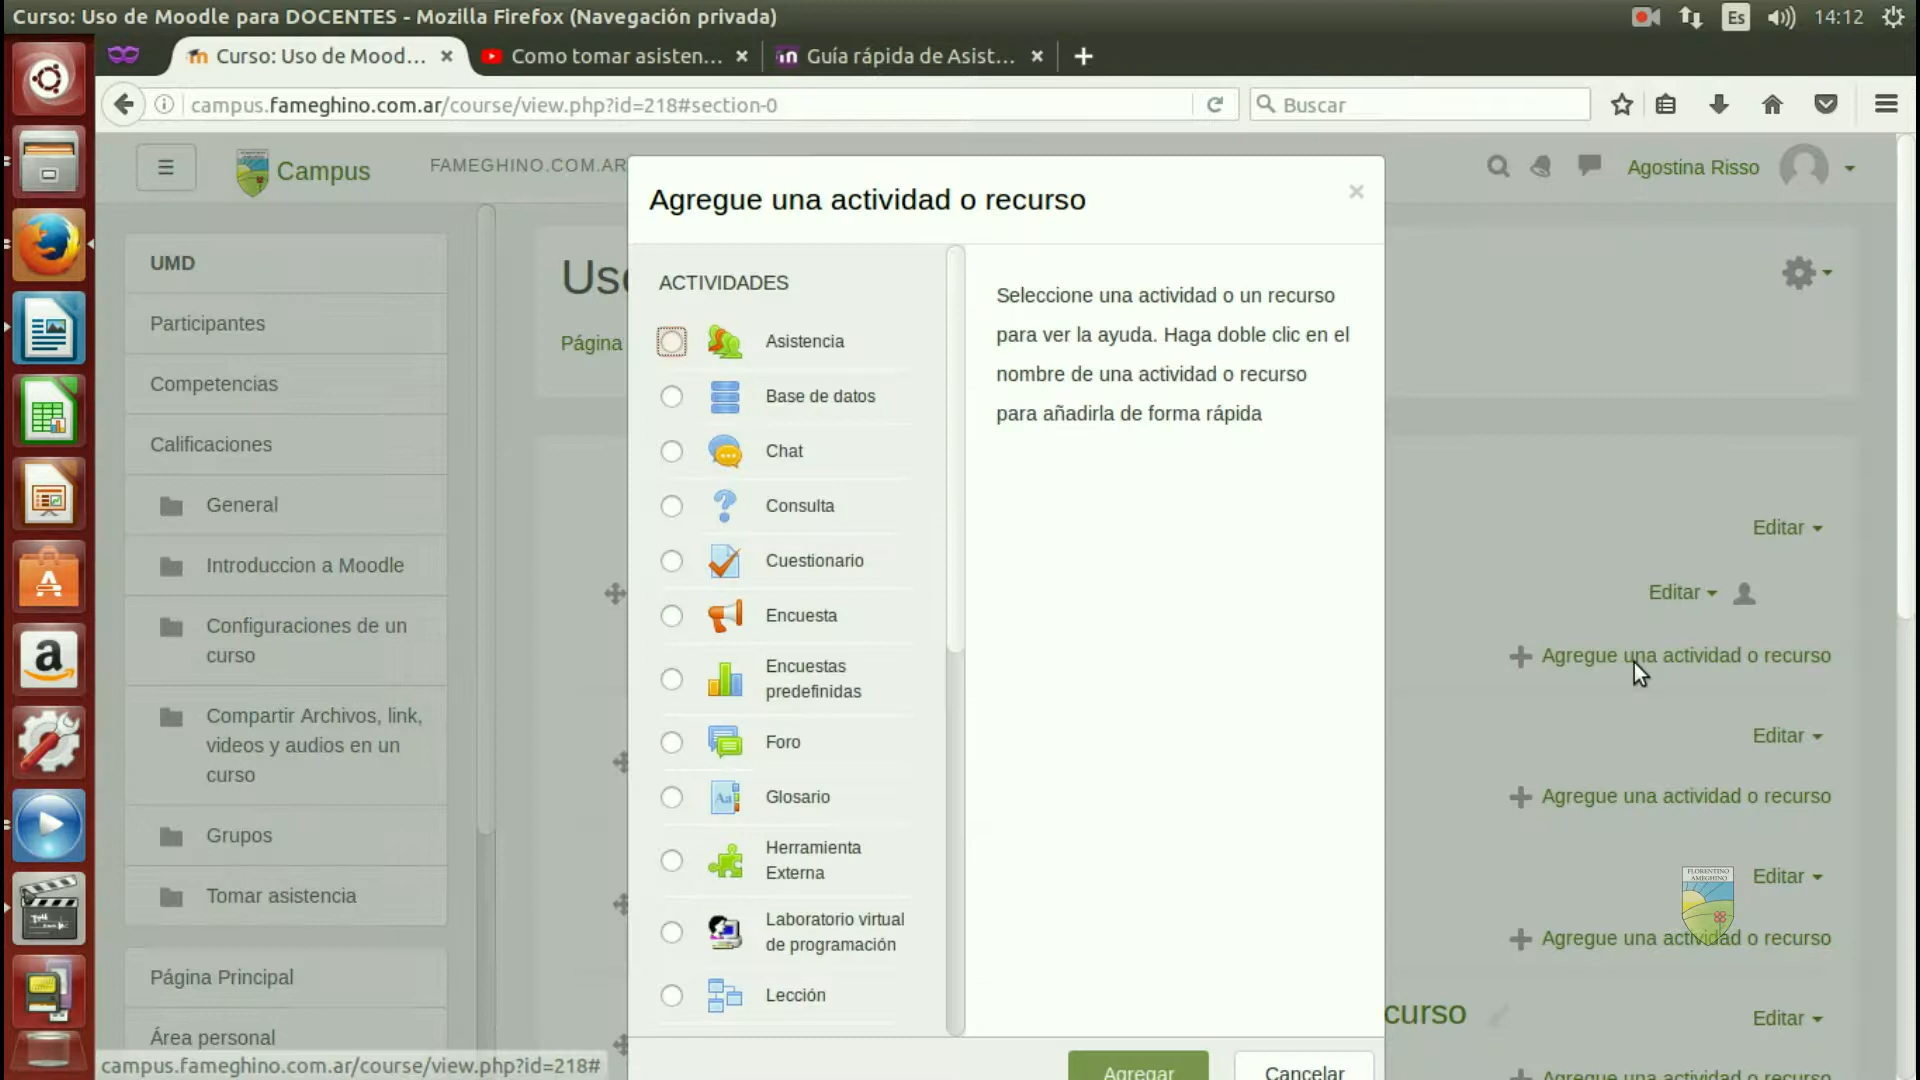 Curso: Uso de Moodle para DOCENTES - Mozilla Firefox (Navegación privada)
Es
14:12
Curso: Uso de Mood...
Como tomar asisten...
Guía rápida de Asist...
campus.fameghino.com.ar/course/view.php?id=218#section-0
Buscar
Campus
FAMEGHINO.COM.AR
Agostina Risso
UMD
Participantes
Competencias
Calificaciones
General
Introduccion a Moodle
Configuraciones de un
curso
Compartir Archivos, link,
videos y audios en un
curso
Grupos
Tomar asistencia
Página Principal
Área personal
campus.fameghino.com.ar/course/view.php?id=218#
Página
Agregue una actividad o recurso
ACTIVIDADES
Asistencia
Base de datos
Chat
Consulta
Cuestionario
Encuesta
Encuestas
predefinidas
Foro
Glosario
Herramienta
Externa
Laboratorio virtual
de programación
Lección
Seleccione una actividad o un recurso
para ver la ayuda. Haga doble clic en el
nombre de una actividad o recurso
para añadirla de forma rápida
Agregar
Cancelar
Editar
Editar
Agregue una actividad o recurso
Editar
Agregue una actividad o recurso
Editar
FLORENTINO
AMEGHINO
Agregue una actividad o recurso
curso
Editar
Agregue una actividad o recurso